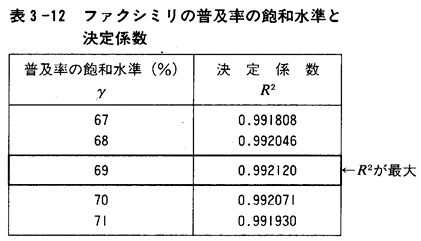 表3-12 ファクシミリの普及率の飽和水準と
決定係数
普及率の飽和水準(%) 決定係数
γ R²
67 0.991808
68 0.992046
69 0.992120 ←R²が最大
70 0.992071
71 0.991930